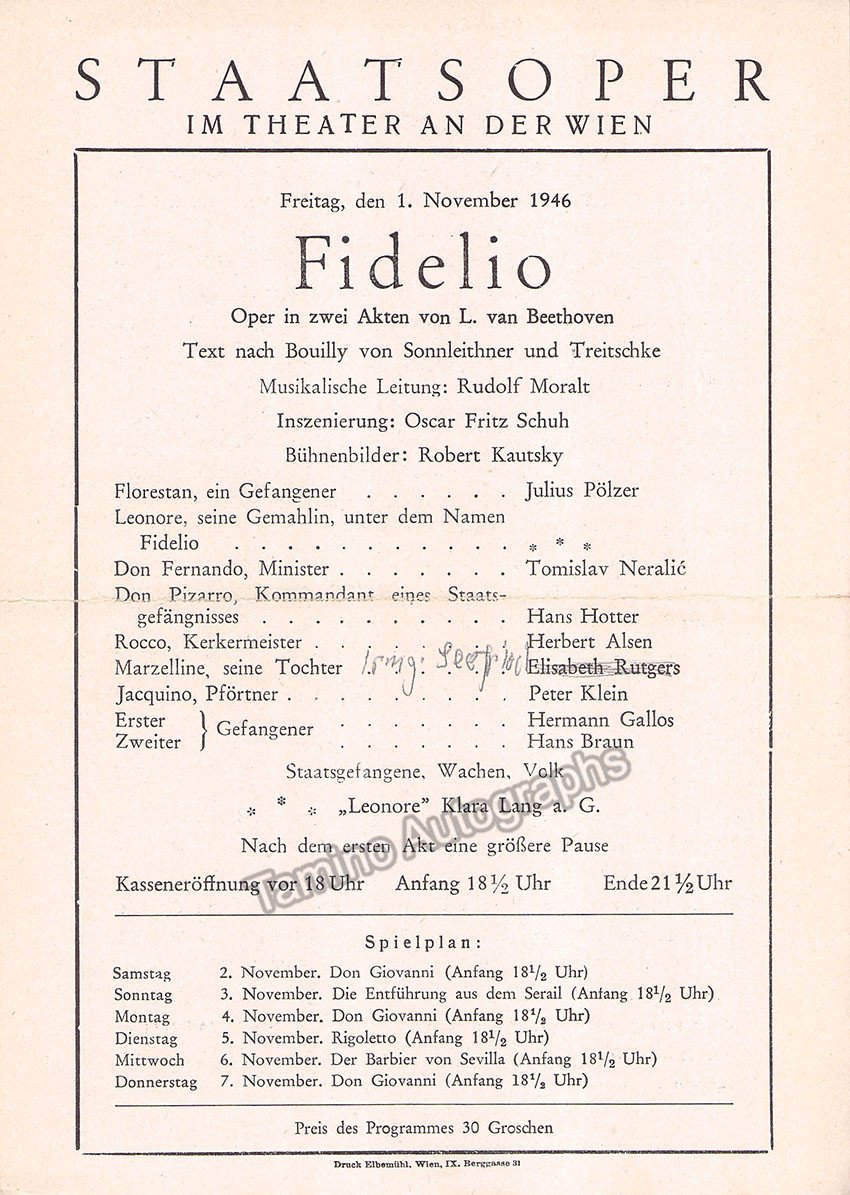 STAATSOPER
IM THEATER AN DER WIEN
Freitag, den 1. November 1946
Fidelio
Oper in zwei Akten von L. van Beethoven
Text nach Bouilly von Sonnleithner und Treitschke
Musikalische Leitung: Rudolf Moralt
Inszenierung: Oscar Fritz Schuh
Bühnenbilder: Robert Kautsky
Florestan, ein Gefangener . . . . . . Julius Pölzer
Leonore, seine Gemahlin, unter dem Namen
Fidelio . . . . . . . . . . . * * *
Don Fernando, Minister . . . . . . . Tomislav Neralić
Don Pizarro, Kommandant eines Staats-
gefängnisses . . . . . . . . . . Hans Hotter
Rocco, Kerkermeister . . . . . . . . Herbert Alsen
Marzelline, seine Tochter Irmg. Seefried Elisabeth Rutgers
Jacquino, Pförtner . . . . . . . . . Peter Klein
Erster } Gefangener . . . . . . . Hermann Gallos
Zweiter . . . . . . . Hans Braun
Staatsgefangene, Wachen, Volk
* * * „Leonore” Klara Lang a. G.
Nach dem ersten Akt eine größere Pause
Kasseneröffnung vor 18 Uhr Anfang 18 1/2 Uhr Ende 21 1/2 Uhr
Tamino Autographs
Spielplan:
Samstag 2. November. Don Giovanni (Anfang 18 1/2 Uhr)
Sonntag 3. November. Die Entführung aus dem Serail (Anfang 18 1/2 Uhr)
Montag 4. November. Don Giovanni (Anfang 18 1/2 Uhr)
Dienstag 5. November. Rigoletto (Anfang 18 1/2 Uhr)
Mittwoch 6. November. Der Barbier von Sevilla (Anfang 18 1/2 Uhr)
Donnerstag 7. November. Don Giovanni (Anfang 18 1/2 Uhr)
Preis des Programmes 30 Groschen
Druck Elbemühl, Wien, IX. Berggasse 31